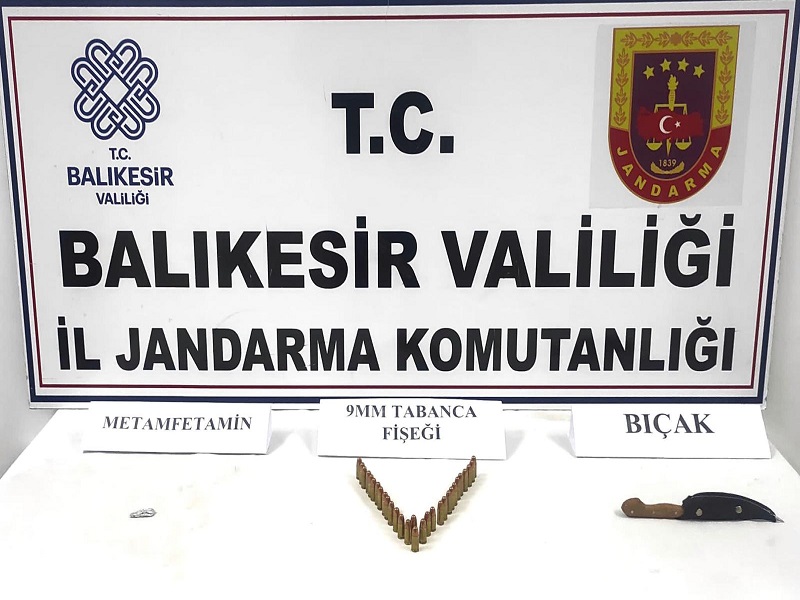 T.C.
BALIKESİR
VALİLİĞİ
T.C.
1839
JANDARMA
BALIKESİR VALİLİĞİ
İL JANDARMA KOMUTANLIĞI
METAMFETAMİN
9MM TABANCA
FİŞEĞİ
BIÇAK